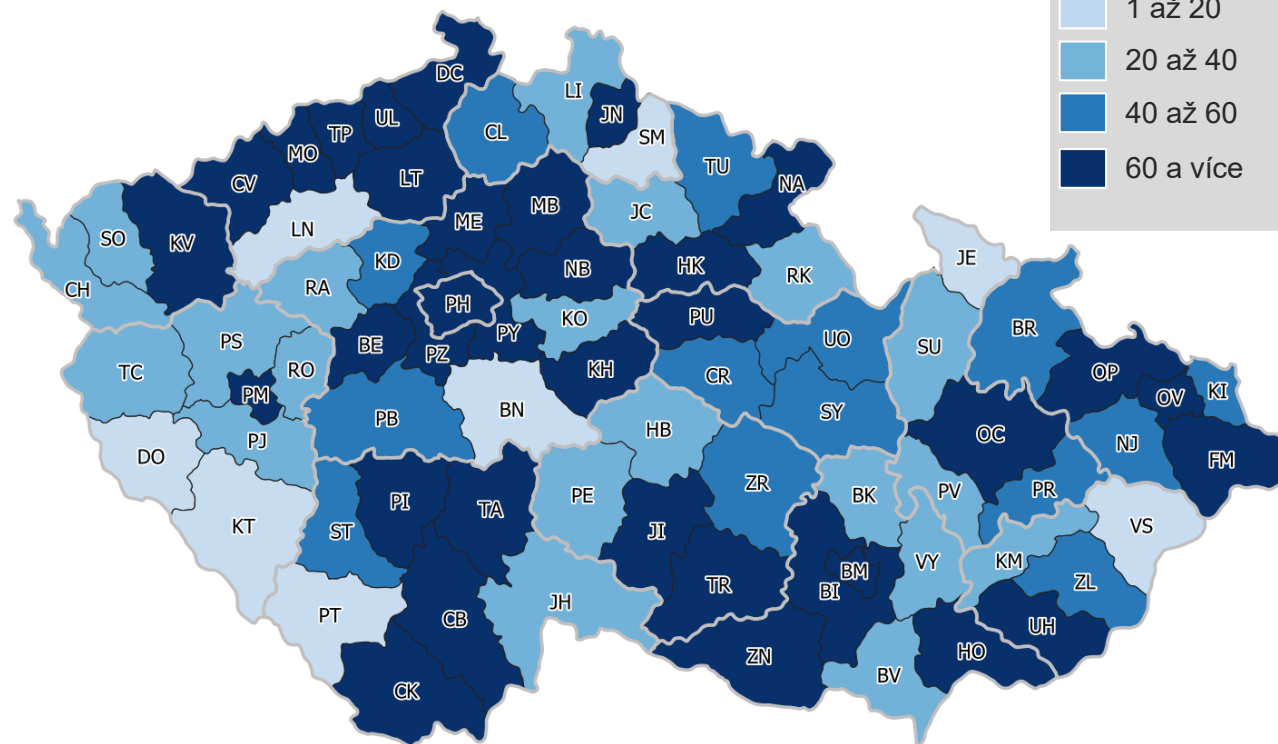 1 až 20
20 až 40
40 až 60
60 a více
DC
LI
JN
UL
TP
CL
SM
MO
TU
LT
CV
NA
MB
JC
ME
LN
SO
KV
KD
NB
HK
JE
RK
CH
RA
PH
KO
PU
BR
PS
PY
UO
BE
PZ
SU
TC
RO
KH
CR
OP
PM
OV
KI
BN
SY
PB
HB
OC
PJ
NJ
DO
FM
ZR
PV
PR
PI
PE
BK
TA
KT
ST
JI
VS
VY
KM
BM
TR
BI
ZL
JH
PT
CB
UH
ZN
HO
BV
CK